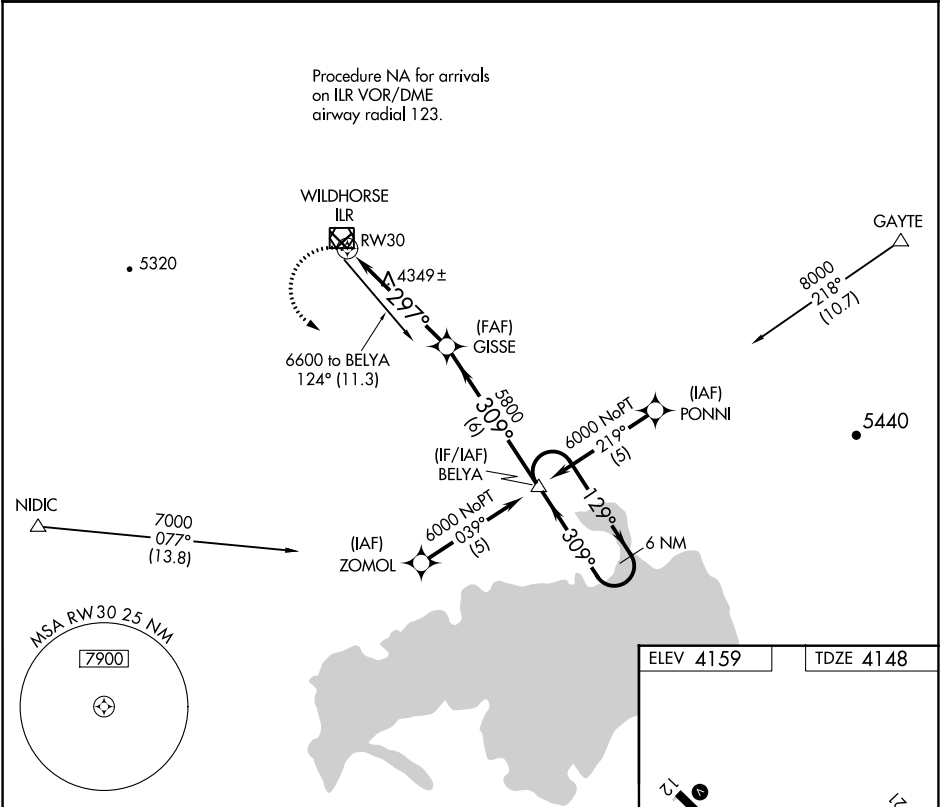 Procedure NA for arrivals
on ILR VOR/DME
airway radial 123.
WILDHORSE
ILR
RW30
5320
4349±
297°
GAYTE
8000
218°
(10.7)
(FAF)
GISSE
6600 to BELYA
124° (11.3)
5800
309°
(6)
(IAF)
PONNI
6000 NoPT
219°
(5)
5440
(IF/IAF)
BELYA
129°
309°
6 NM
NIDIC
7000
077°
(13.8)
6000 NoPT
039°
(5)
(IAF)
ZOMOL
MSA RW30 25 NM
7900
ELEV 4159
TDZE 4148
12
V
21